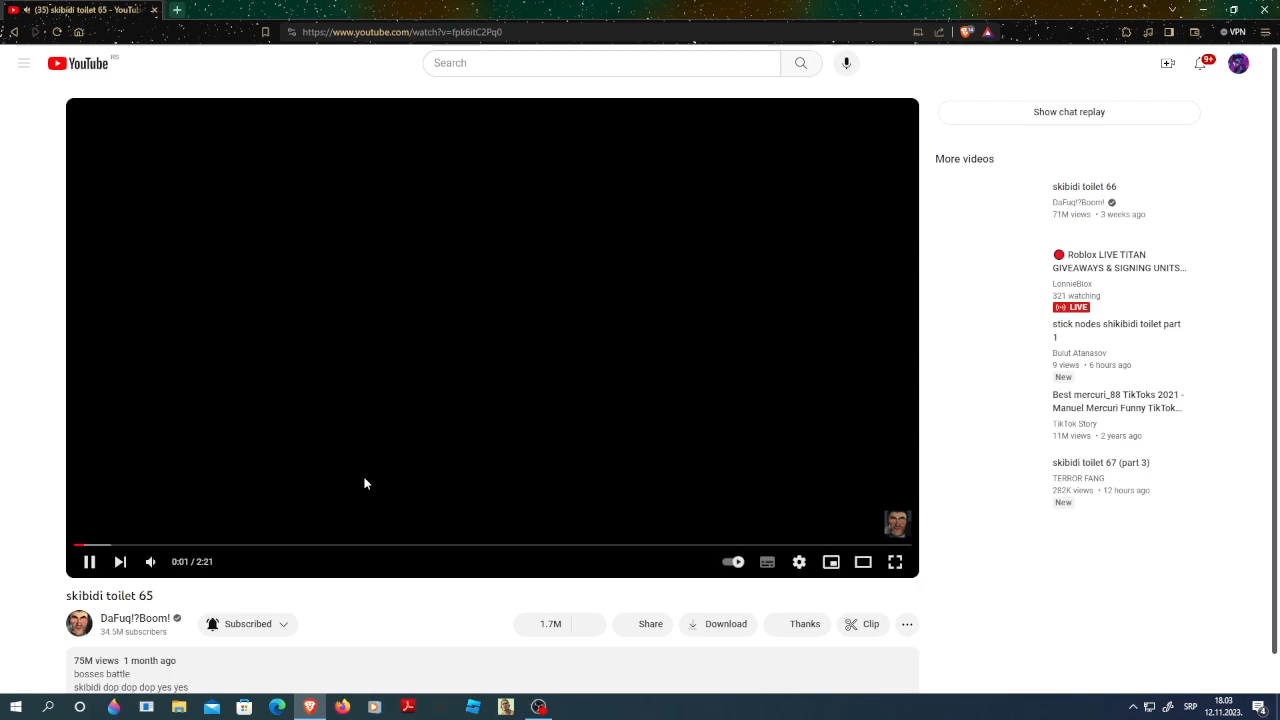 (35) skibidi toilet 65 - YouTu
https://www.youtube.com/watch?v=fpk6itC2Pq0
VPN
YouTube RS
Search
9+
Show chat replay
More videos
skibidi toilet 66
DaFuq!?Boom!
71M views • 3 weeks ago
Roblox LIVE TITAN
GIVEAWAYS & SIGNING UNITS...
LonnieBlox
321 watching
LIVE
stick nodes shikibidi toilet part
1
Bulut Atanasov
9 views • 6 hours ago
New
Best mercuri_88 TikToks 2021 -
Manuel Mercuri Funny TikTok...
TikTok Story
11M views • 2 years ago
skibidi toilet 67 (part 3)
TERROR FANG
282K views • 12 hours ago
New
0:01 / 2:21
skibidi toilet 65
DaFuq!?Boom!
34.5M subscribers
Subscribed
1.7M
Share
Download
Thanks
Clip
75M views 1 month ago
bosses battle
skibidi dop dop dop yes yes
SRP
18.03
12.11.2023.
4